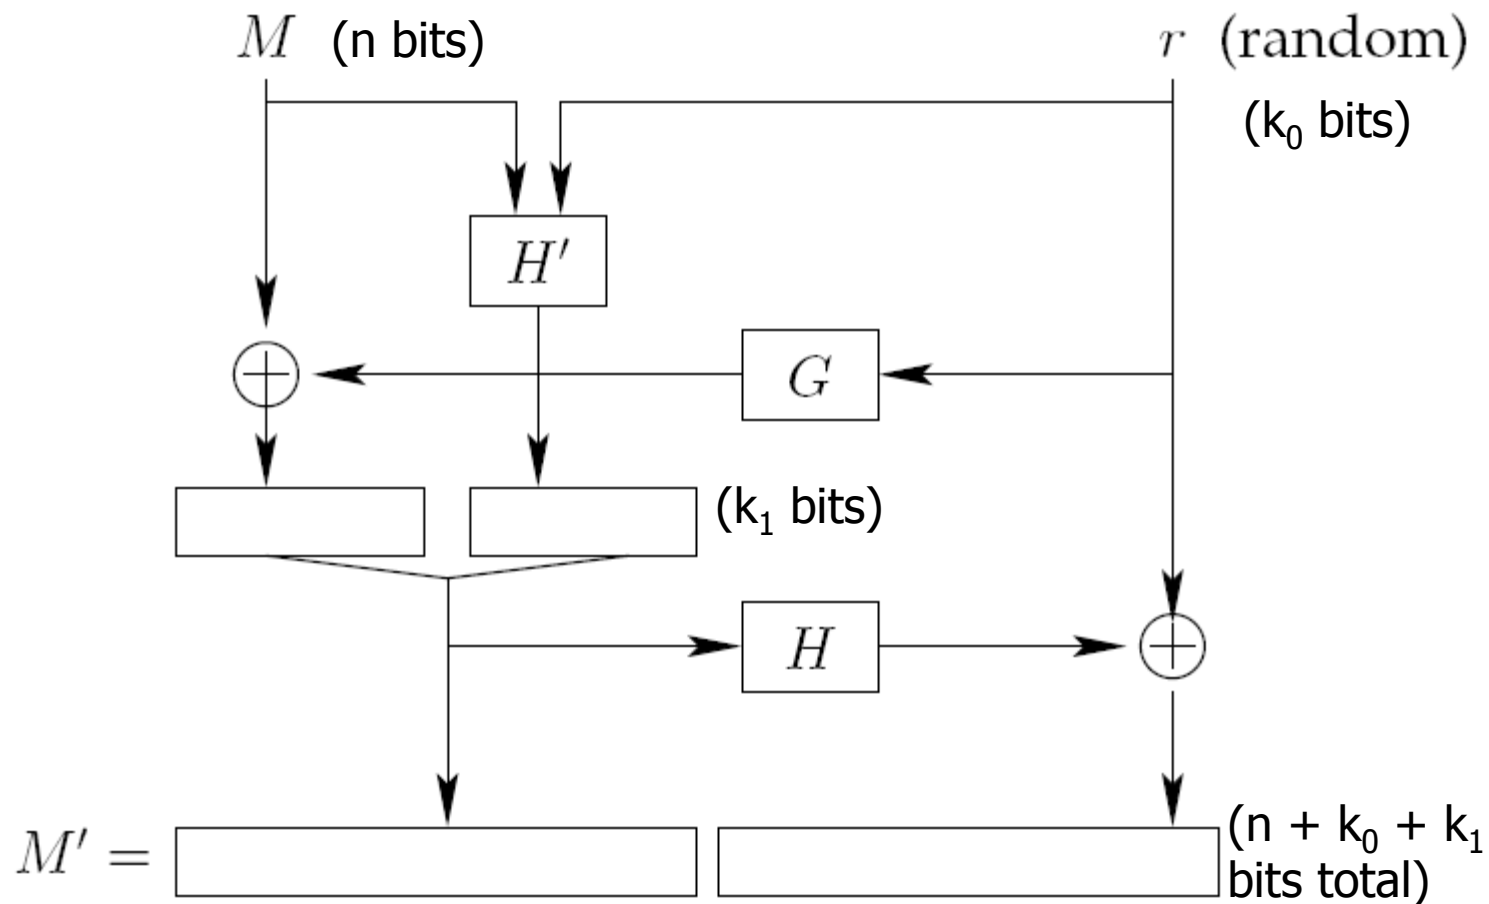 M (n bits)
r (random)
(k₀ bits)
H′
G
(k₁ bits)
H
M′ =
(n + k₀ + k₁
bits total)